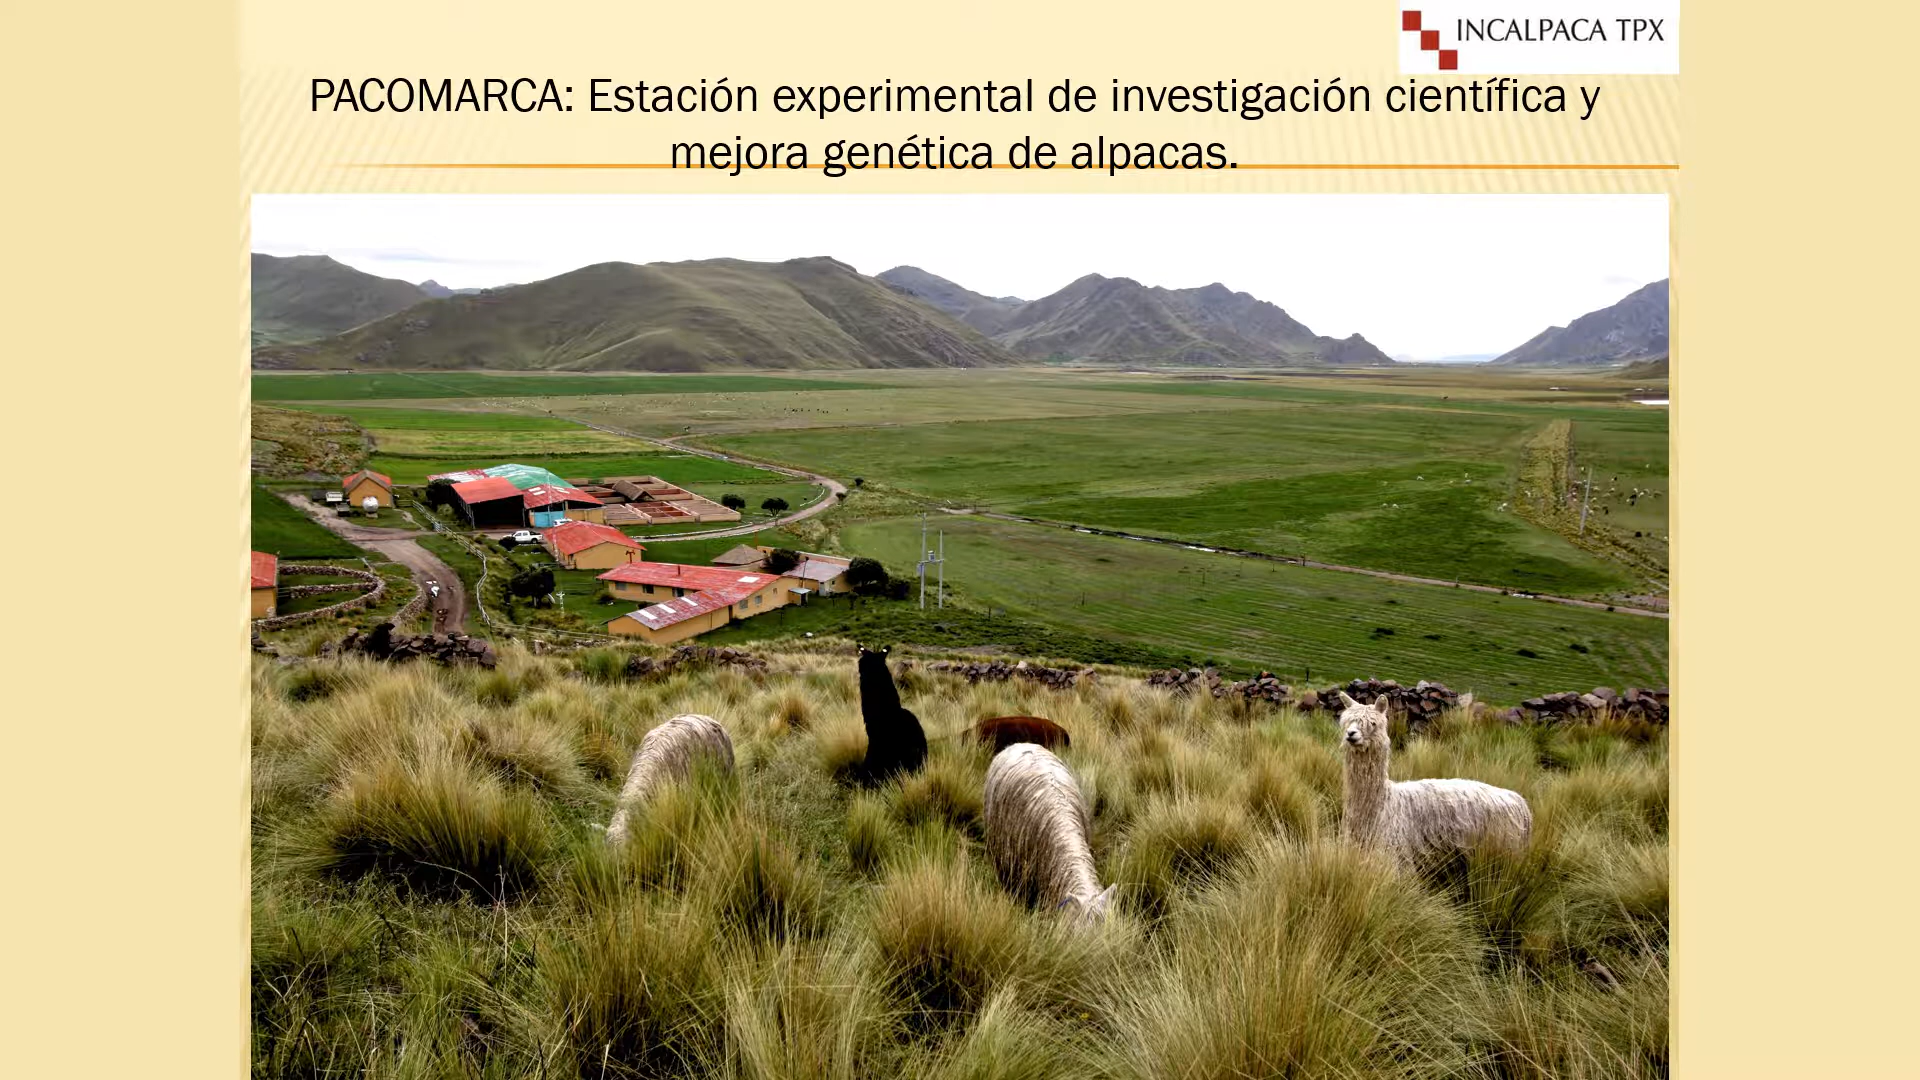 INCALPACA TPX
PACOMARCA: Estación experimental de investigación científica y
mejora genética de alpacas.